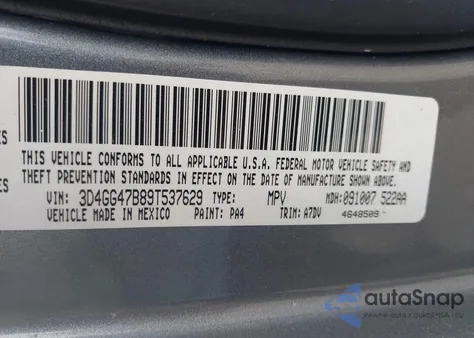 ES
THIS VEHICLE CONFORMS TO ALL APPLICABLE U.S.A. FEDERAL MOTOR VEHICLE SAFETY AND
THEFT PREVENTION STANDARDS IN EFFECT ON THE DATE OF MANUFACTURE SHOWN ABOVE.
ES
VIN: 3D4GG47B89T537629 TYPE: MPV MDH: 091007 522AA
VEHICLE MADE IN MEXICO PAINT: PA4 TRIM: A7DV 4648509
autoSnap